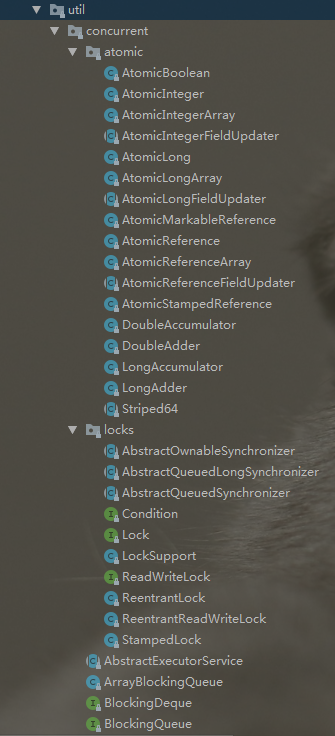 util
concurrent
atomic
AtomicBoolean
AtomicInteger
AtomicIntegerArray
AtomicIntegerFieldUpdater
AtomicLong
AtomicLongArray
AtomicLongFieldUpdater
AtomicMarkableReference
AtomicReference
AtomicReferenceArray
AtomicReferenceFieldUpdater
AtomicStampedReference
DoubleAccumulator
DoubleAdder
LongAccumulator
LongAdder
Striped64
locks
AbstractOwnableSynchronizer
AbstractQueuedLongSynchronizer
AbstractQueuedSynchronizer
Condition
Lock
LockSupport
ReadWriteLock
ReentrantLock
ReentrantReadWriteLock
StampedLock
AbstractExecutorService
ArrayBlockingQueue
BlockingDeque
BlockingQueue